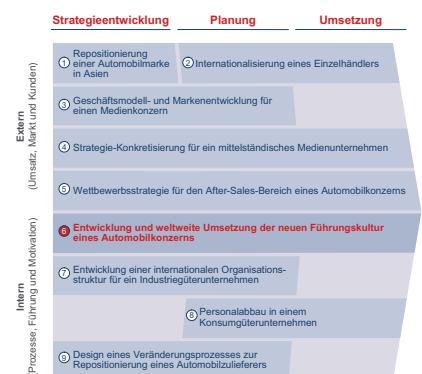 Strategieentwicklung Planung Umsetzung
Extern
(Umsatz, Markt und Kunden)
1 Repositionierung
einer Automobilmarke
in Asien
2 Internationalisierung eines Einzelhändlers
3 Geschäftsmodell- und Markenentwicklung für
einen Medienkonzern
4 Strategie-Konkretisierung für ein mittelständisches Medienunternehmen
5 Wettbewerbsstrategie für den After-Sales-Bereich eines Automobilkonzerns
Intern
(Prozesse, Führung und Motivation)
6 Entwicklung und weltweite Umsetzung der neuen Führungskultur
eines Automobilkonzerns
7 Entwicklung einer internationalen Organisations-
struktur für ein Industriegüterunternehmen
8 Personalabbau in einem
Konsumgüterunternehmen
9 Design eines Veränderungsprozesses zur
Repositionierung eines Automobilzulieferers